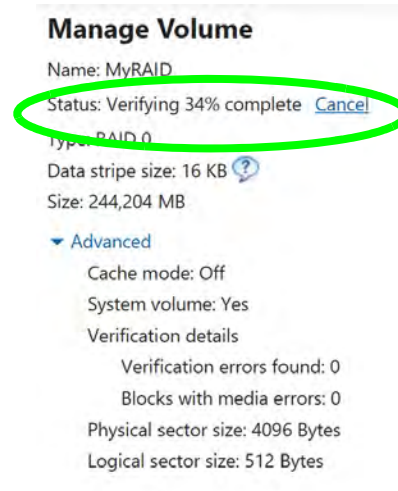 Manage Volume
Name: MyRAID
Status: Verifying 34% complete Cancel
Type: RAID 0
Data stripe size: 16 KB
Size: 244,204 MB
Advanced
Cache mode: Off
System volume: Yes
Verification details
Verification errors found: 0
Blocks with media errors: 0
Physical sector size: 4096 Bytes
Logical sector size: 512 Bytes